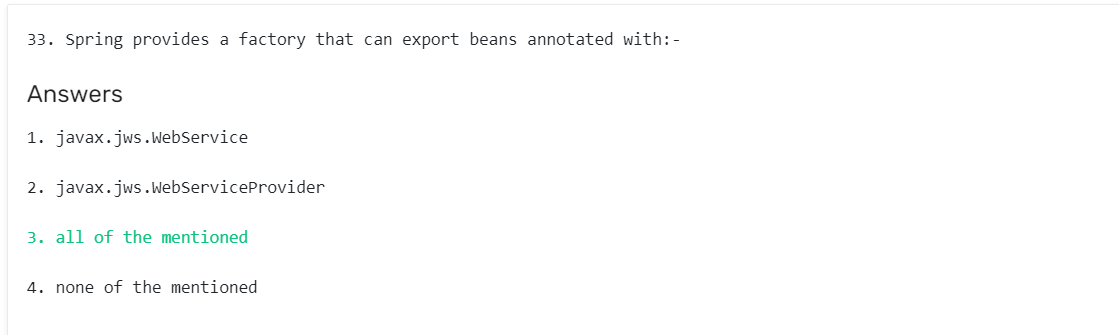 33. Spring provides a factory that can export beans annotated with:-
Answers
1. javax.jws.WebService
2. javax.jws.WebServiceProvider
3. all of the mentioned
4. none of the mentioned